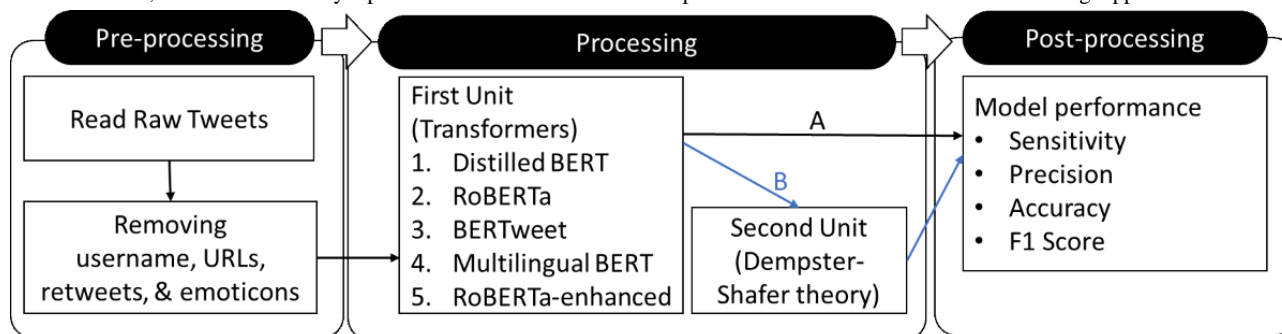 Pre-processing
Processing
Post-processing
Read Raw Tweets
Removing
username, URLs,
retweets, & emoticons
First Unit
(Transformers)
1. Distilled BERT
2. RoBERTa
3. BERTweet
4. Multilingual BERT
5. RoBERTa-enhanced
A
B
Second Unit
(Dempster-
Shafer theory)
Model performance
• Sensitivity
• Precision
• Accuracy
• F1 Score